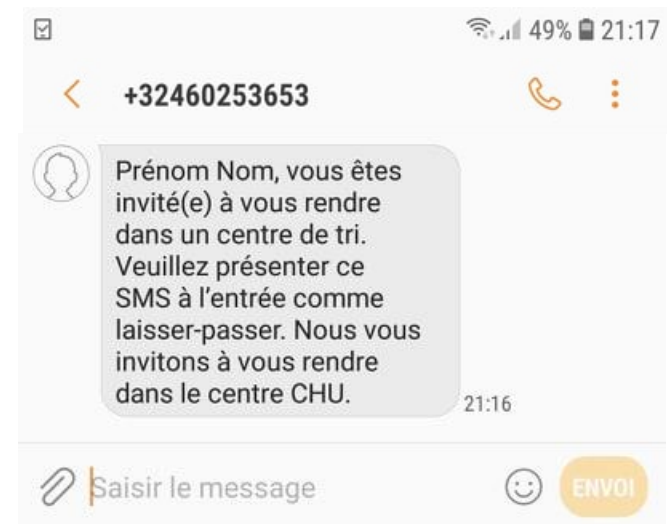 49% 21:17
+32460253653
Prénom Nom, vous êtes
invité(e) à vous rendre
dans un centre de tri.
Veuillez présenter ce
SMS à l'entrée comme
laisser-passer. Nous vous
invitons à vous rendre
dans le centre CHU.
21:16
Saisir le message
ENVOI